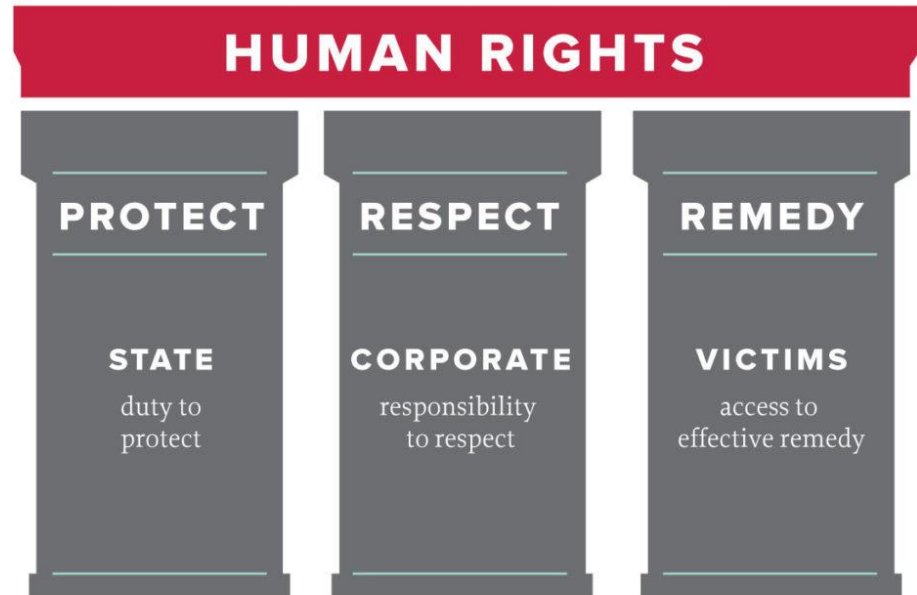 HUMAN RIGHTS
PROTECT
STATE
duty to
protect
RESPECT
CORPORATE
responsibility
to respect
REMEDY
VICTIMS
access to
effective remedy